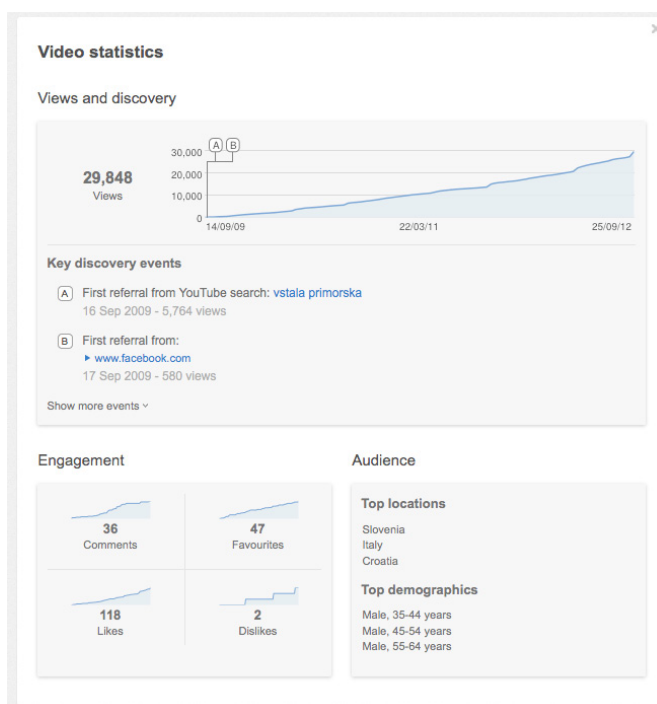 ×
Video statistics
Views and discovery
A B
30,000
20,000
10,000
0
29,848
Views
14/09/09 22/03/11 25/09/12
Key discovery events
A First referral from YouTube search: vstala primorska
16 Sep 2009 - 5,764 views
B First referral from:
www.facebook.com
17 Sep 2009 - 580 views
Show more events
Engagement
36
Comments
47
Favourites
118
Likes
2
Dislikes
Audience
Top locations
Slovenia
Italy
Croatia
Top demographics
Male, 35-44 years
Male, 45-54 years
Male, 55-64 years